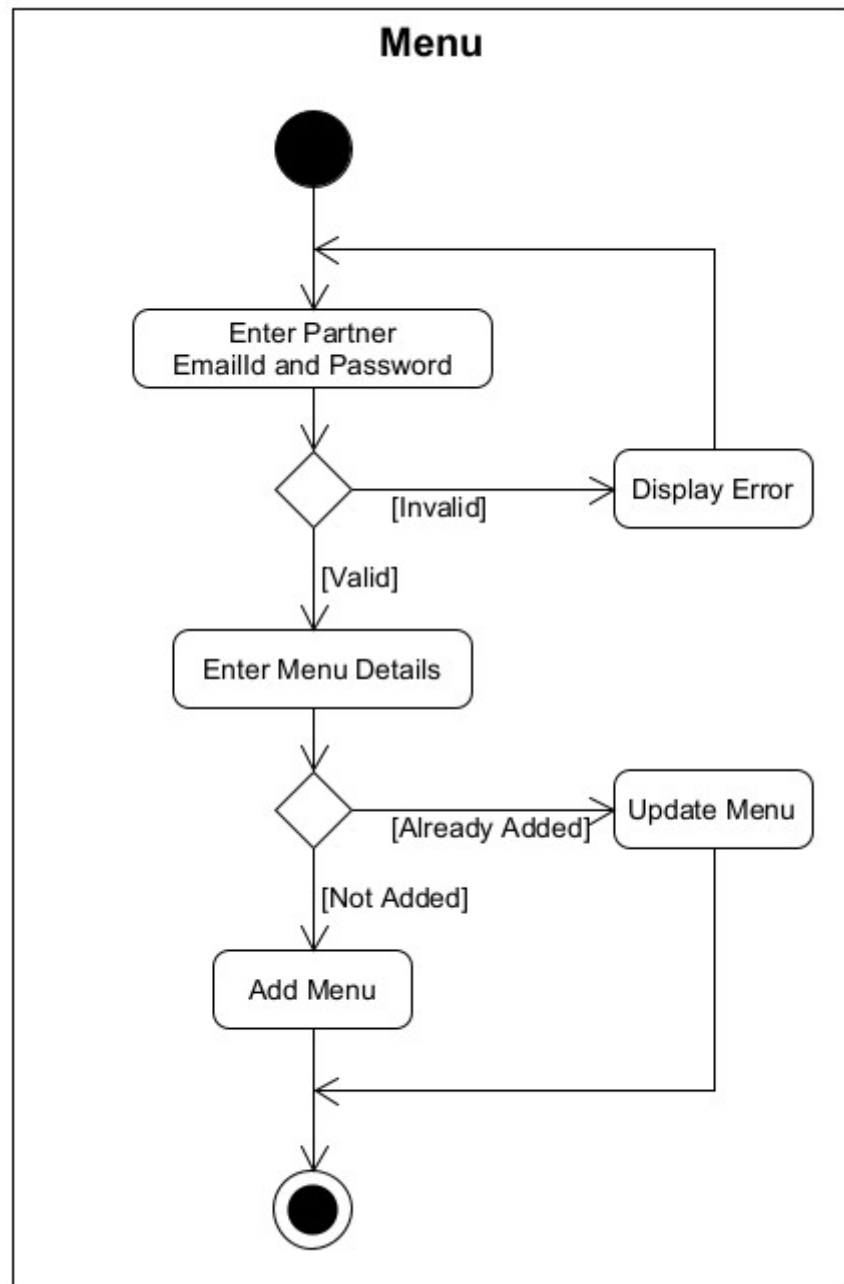 Menu
Enter Partner
EmailId and Password
[Invalid]
Display Error
[Valid]
Enter Menu Details
[Already Added]
Update Menu
[Not Added]
Add Menu